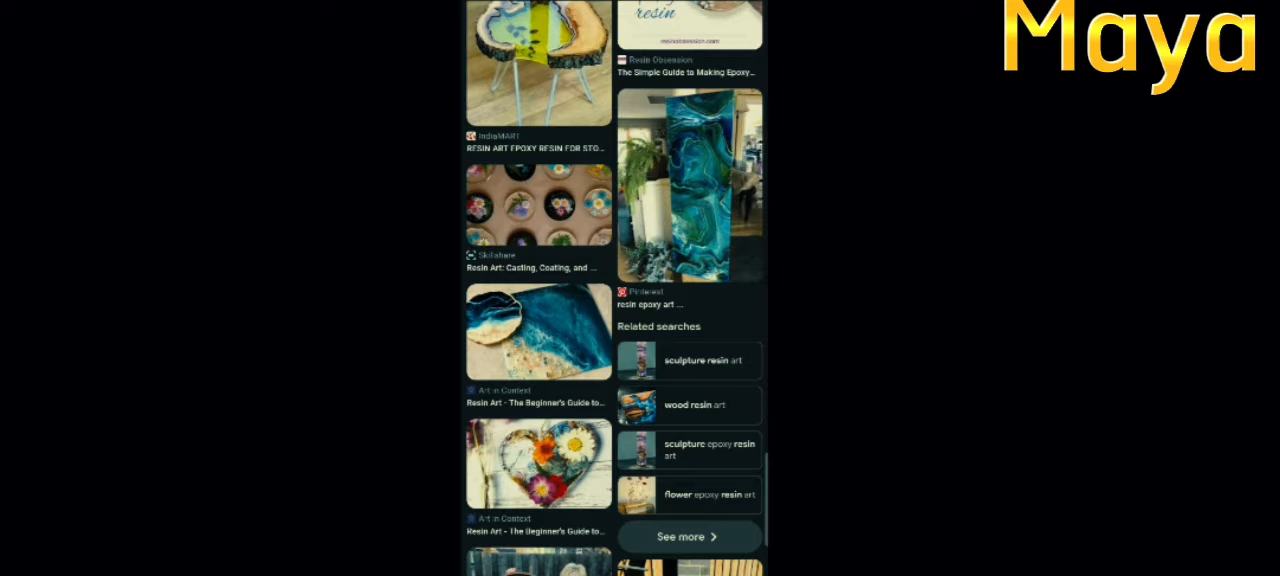 Maya
resin
resinobsession.com
Resin Obsession
The Simple Guide to Making Epoxy...
IndiaMART
RESIN ART EPOXY RESIN FOR STO...
Skillshare
Resin Art: Casting, Coating, and ...
Pinterest
resin epoxy art ...
Related searches
sculpture resin art
Art in Context
Resin Art - The Beginner's Guide to...
wood resin art
sculpture epoxy resin
art
flower epoxy resin art
Art in Context
Resin Art - The Beginner's Guide to...
See more